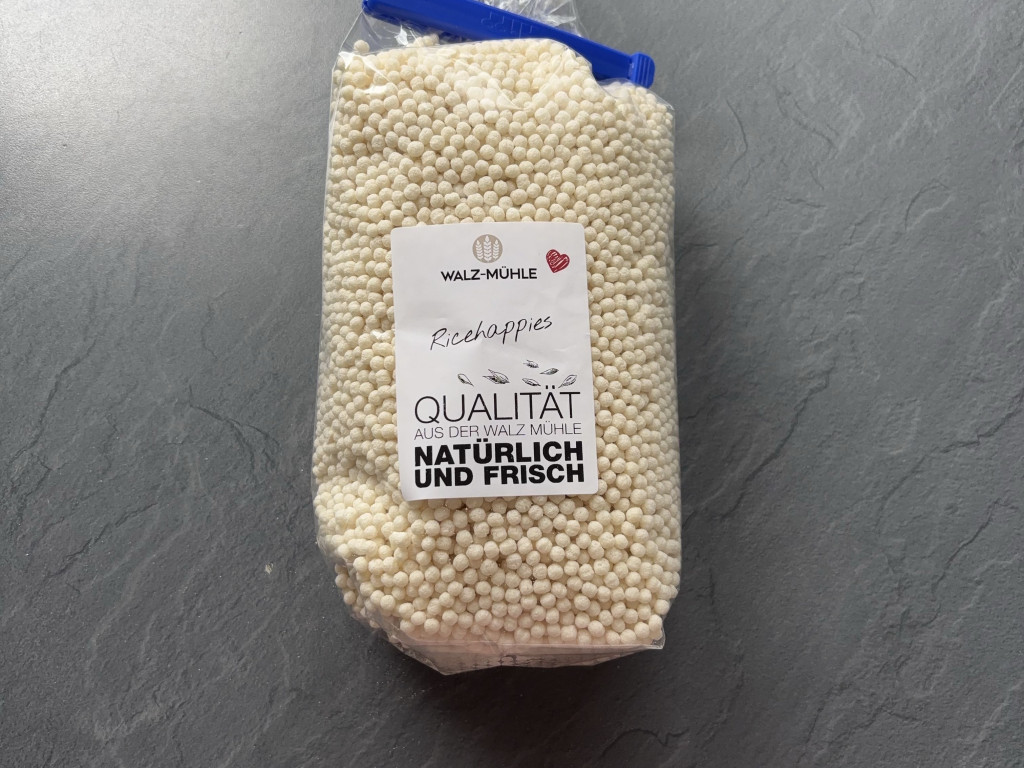 WALZ-MÜHLE
Ricehappies
QUALITÄT
AUS DER WALZ MÜHLE
NATÜRLICH
UND FRISCH